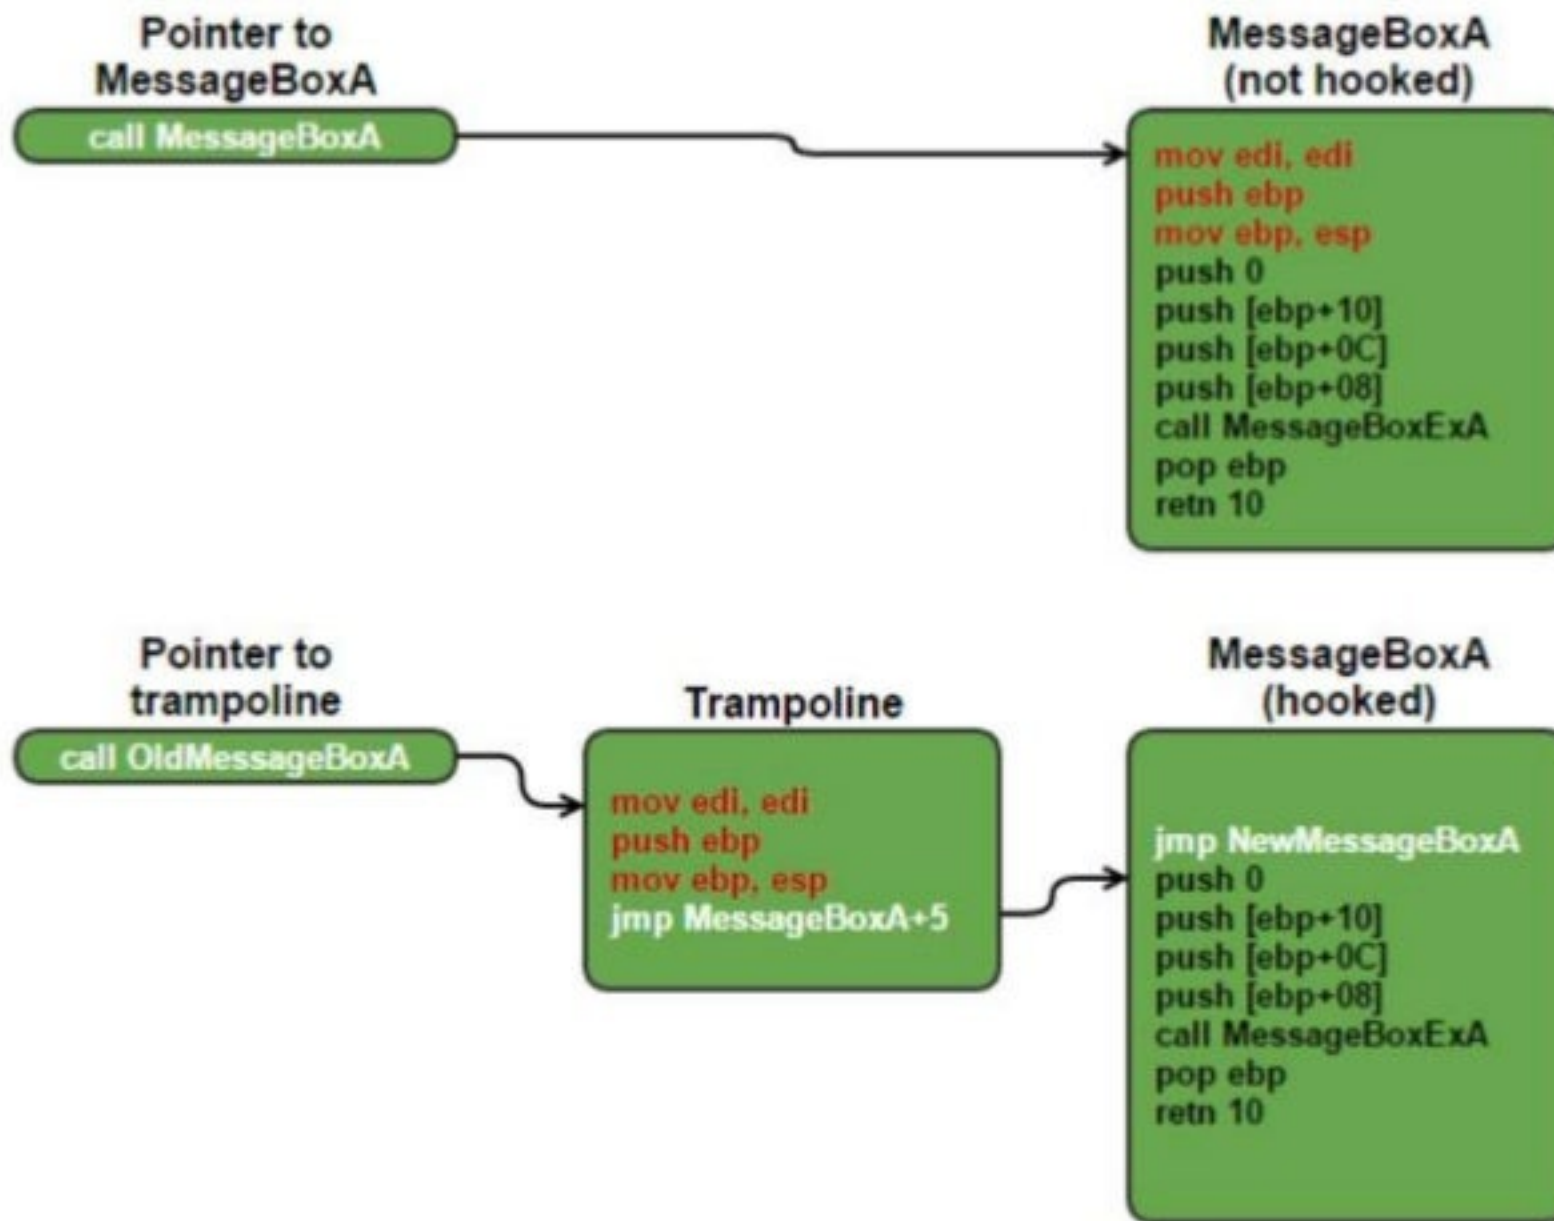 Pointer to
MessageBoxA
call MessageBoxA
MessageBoxA
(not hooked)
mov edi, edi
push ebp
mov ebp, esp
push 0
push [ebp+10]
push [ebp+0C]
push [ebp+08]
call MessageBoxExA
pop ebp
retn 10
Pointer to
trampoline
call OldMessageBoxA
Trampoline
mov edi, edi
push ebp
mov ebp, esp
jmp MessageBoxA+5
MessageBoxA
(hooked)
jmp NewMessageBoxA
push 0
push [ebp+10]
push [ebp+0C]
push [ebp+08]
call MessageBoxExA
pop ebp
retn 10